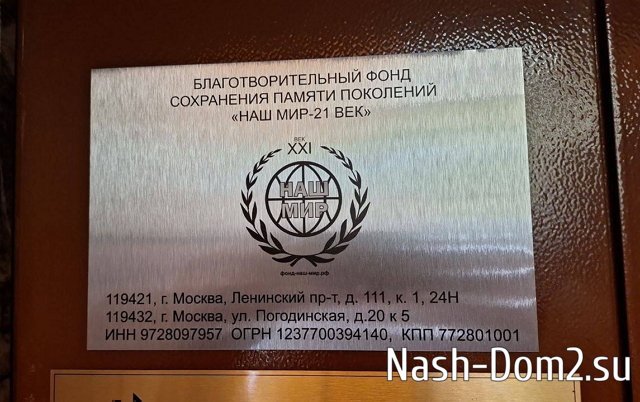 БЛАГОТВОРИТЕЛЬНЫЙ ФОНД
СОХРАНЕНИЯ ПАМЯТИ ПОКОЛЕНИЙ
«НАШ МИР-21 ВЕК»
ВЕК
XXI
НАШ
МИР
фонд-наш-мир.рф
119421, г. Москва, Ленинский пр-т, д. 111, к. 1, 24Н
119432, г. Москва, ул. Погодинская, д.20 к 5
ИНН 9728097957 ОГРН 1237700394140, КПП 772801001
Nash-Dom2.su